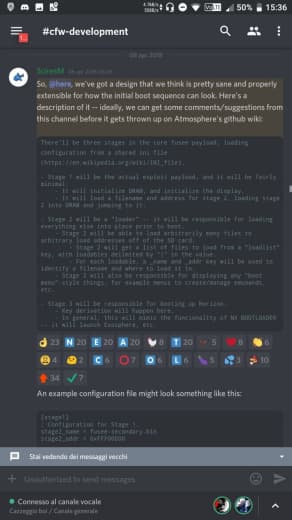 50% 15:36
#cfw-development
09 apr. 2018
SciresM 09 apr. 2018
So, @here, we've got a design that we think is pretty sane and properly
extensible for how the initial boot sequence can look. Here's a
description of it -- ideally, we can get some comments/suggestions from
this channel before it gets thrown up on Atmosphere's github wiki:
There'll be three stages in the core fusee payload, loading
configuration from a shared ini file
(https://en.wikipedia.org/wiki/INI_file).
- Stage 1 will be the actual exploit payload, and it will be fairly
minimal:
- It will initialize DRAM, and initialize the display.
- It will load a filename and address for stage 2, loading stage
2 into DRAM and jumping to it.
- Stage 2 will be a "loader" -- it will be responsible for loading
everything else into place prior to boot.
- Stage 2 will be able to load arbitrarily many files to
arbitrary load addresses off of the SD card.
- Stage 2 will get a list of files to load from a "loadlist"
key, with loadables delimited by "|" in the value.
- For each loadable, a _name and _addr key will be used to
identify a filename and where to load it to.
- Stage 2 will also be responsible for displaying any "boot
menu" style things, for example menus to create/manage emunands,
etc.
- Stage 3 will be responsible for booting up horizon.
- Key derivation will happen here.
- In general, this will mimic the functionality of NX BOOTLOADER
-- it will launch Exosphere, etc.
23 N 20 E 20 A 20 8 T 20 5 8 6
4 2 C 6 7 O 6 L 6 5 3 10
34 7
An example configuration file might look something like this:
[stage1]
; Configuration for Stage 1.
stage2_name = fusee-secondary.bin
stage2_addr = 0xFFF00000
Stai vedendo dei messaggi vecchi
Unauthorized to send messages
Connesso al canale vocale
Cazzeggio boi / Canale generale